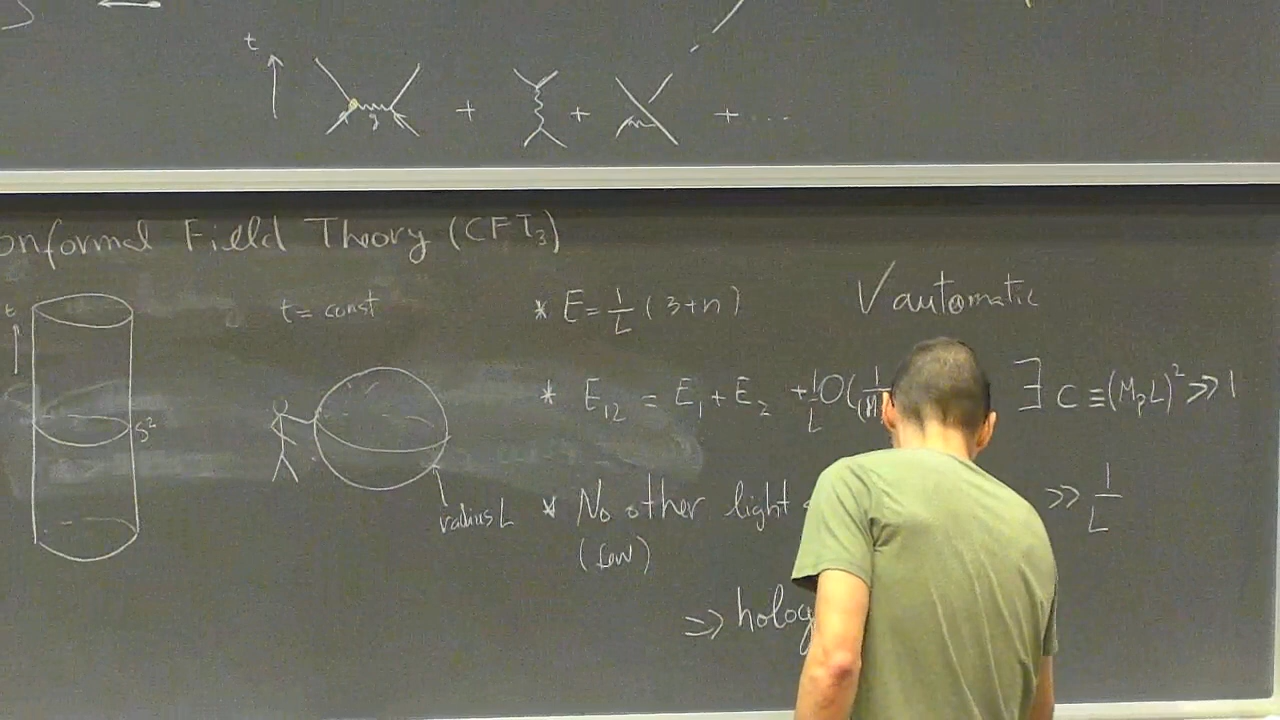 t
g
+ + + ...
onformal Field Theory (CFT₃)
t
S²
t = const
radius L
* E = 1/L (3+n)
√ automatic
* E₁₂ = E₁ + E₂ + 1/L O(1/
∃ C ≡ (MₚL)² >> 1
* No other light
>> 1/L
(few)
=> holog